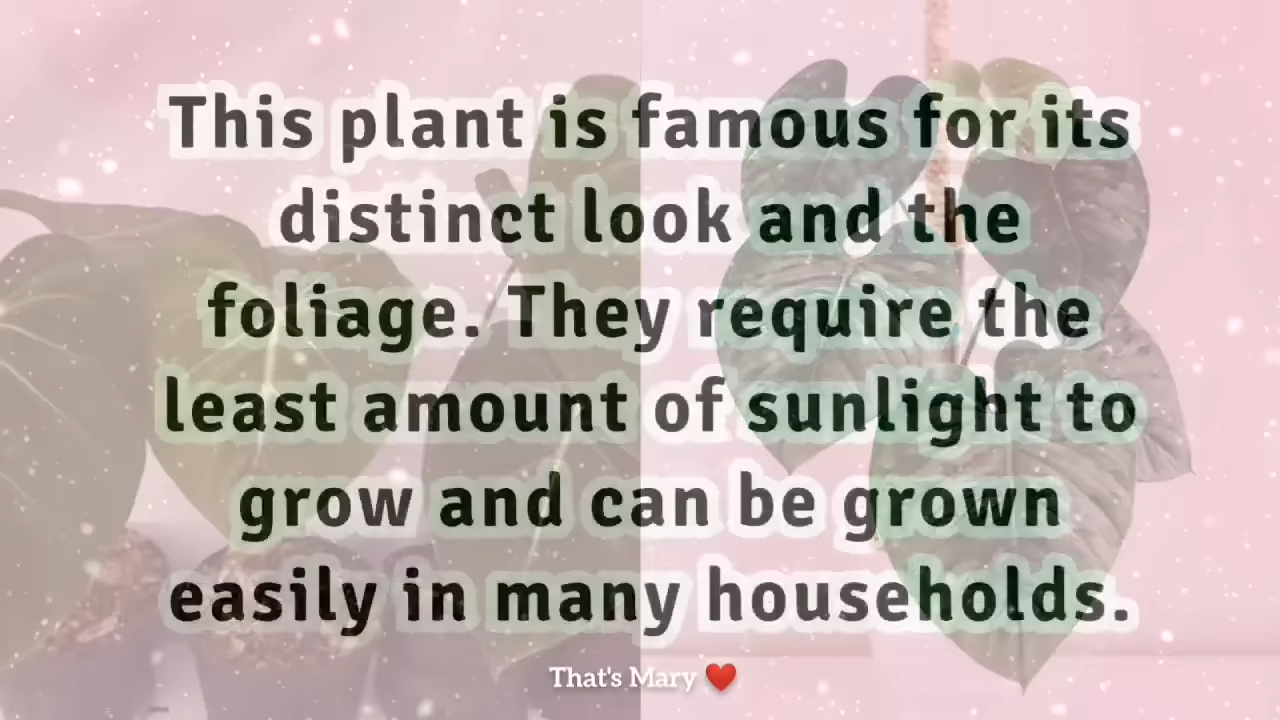 This plant is famous for its
distinct look and the
foliage. They require the
least amount of sunlight to
grow and can be grown
easily in many households.
That's Mary ❤️